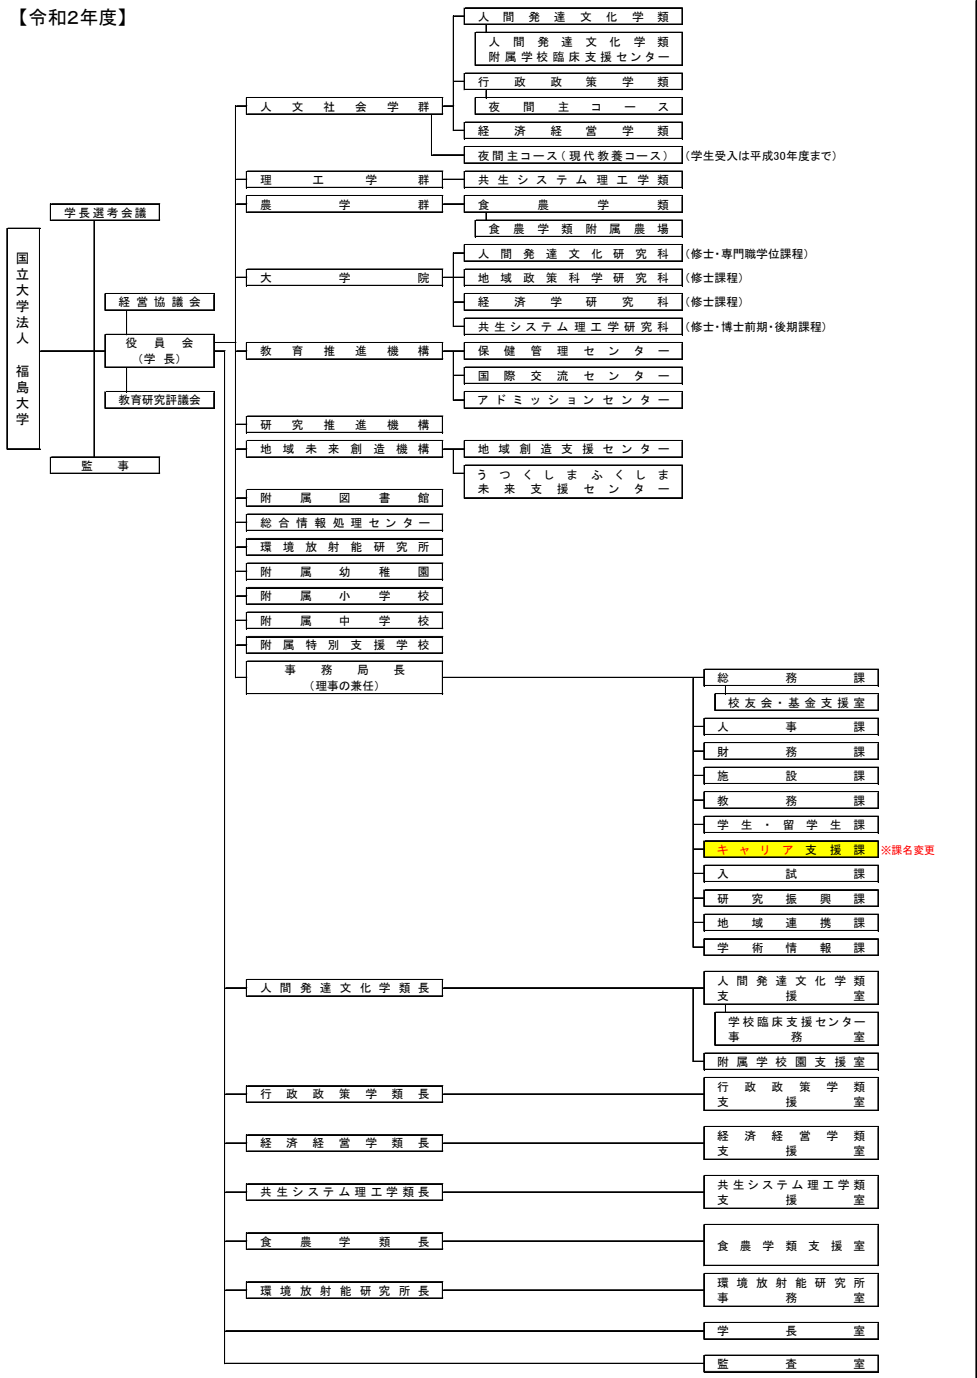 【令和2年度】
人間発達文化学類
人間発達文化学類
附属学校臨床支援センター
行政政策学類
人文社会学群
夜間主コース
経済経営学類
夜間主コース(現代教養コース)
(学生受入は平成30年度まで)
理工学群
共生システム理工学類
農学群
食農学類
食農学類附属農場
学長選考会議
国立大学法人 福島大学
大学院
人間発達文化研究科
(修士・専門職学位課程)
地域政策科学研究科
(修士課程)
経済学研究科
(修士課程)
共生システム理工学研究科
(修士・博士前期・後期課程)
経営協議会
役員会
(学長)
教育研究評議会
監事
教育推進機構
保健管理センター
国際交流センター
アドミッションセンター
研究推進機構
地域未来創造機構
地域創造支援センター
うつくしまふくしま
未来支援センター
附属図書館
総合情報処理センター
環境放射能研究所
附属幼稚園
附属小学校
附属中学校
附属特別支援学校
事務局長
(理事の兼任)
総務課
校友会・基金支援室
人事課
財務課
施設課
教務課
学生・留学生課
キャリア支援課
※課名変更
入試課
研究振興課
地域連携課
学術情報課
人間発達文化学類長
人間発達文化学類
支援室
学校臨床支援センター
事務室
附属学校園支援室
行政政策学類長
行政政策学類
支援室
経済経営学類長
経済経営学類
支援室
共生システム理工学類長
共生システム理工学類
支援室
食農学類長
食農学類支援室
環境放射能研究所長
環境放射能研究所
事務室
学長室
監査室